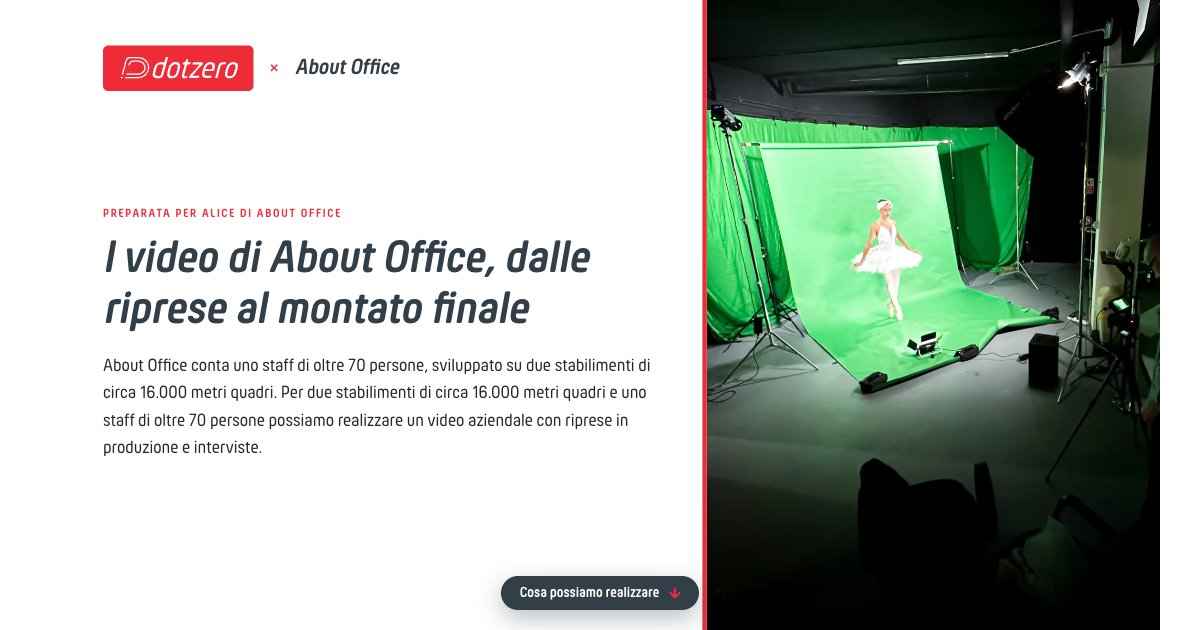 dotzero × About Office
PREPARATA PER ALICE DI ABOUT OFFICE
I video di About Office, dalle
riprese al montato finale
About Office conta uno staff di oltre 70 persone, sviluppato su due stabilimenti di
circa 16.000 metri quadri. Per due stabilimenti di circa 16.000 metri quadri e uno
staff di oltre 70 persone possiamo realizzare un video aziendale con riprese in
produzione e interviste.
Cosa possiamo realizzare ↓